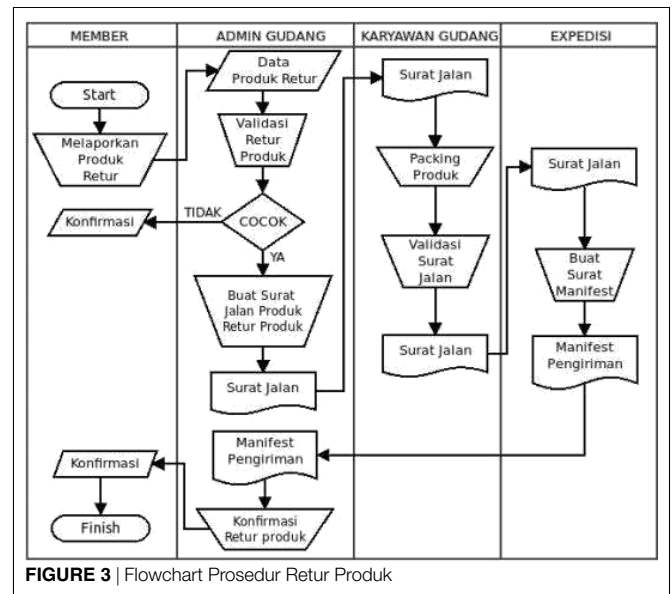 MEMBER
ADMIN GUDANG
KARYAWAN GUDANG
EXPEDISI
Start
Melaporkan
Produk
Retur
Konfirmasi
Data
Produk Retur
Validasi
Retur
Produk
COCOK
TIDAK
YA
Buat Surat
Jalan Produk
Retur Produk
Surat Jalan
Surat Jalan
Packing
Produk
Validasi
Surat
Jalan
Surat Jalan
Surat Jalan
Buat
Surat
Manifest
Manifest
Pengiriman
Manifest
Pengiriman
Konfirmasi
Retur produk
Konfirmasi
Finish
FIGURE 3 | Flowchart Prosedur Retur Produk